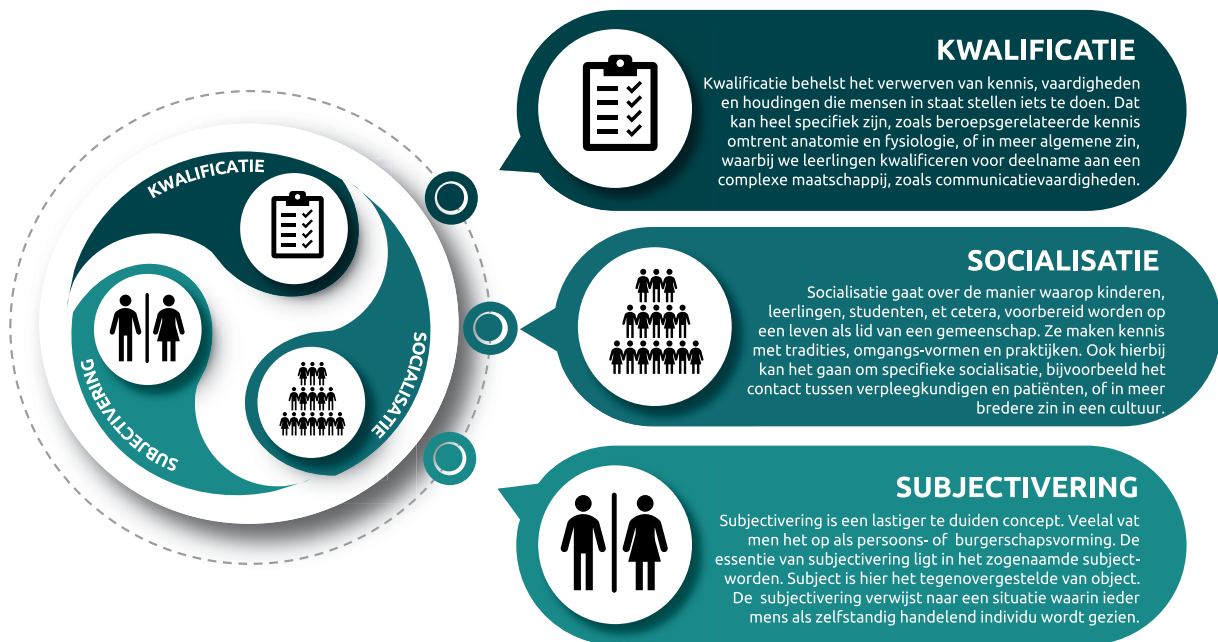 KWALIFICATIE
SOCIALISATIE
SUBJECTIVERING
KWALIFICATIE
Kwalificatie behelst het verwerven van kennis, vaardigheden
en houdingen die mensen in staat stellen iets te doen. Dat
kan heel specifiek zijn, zoals beroepsgerelateerde kennis
omtrent anatomie en fysiologie, of in meer algemene zin,
waarbij we leerlingen kwalificeren voor deelname aan een
complexe maatschappij, zoals communicatievaardigheden.
SOCIALISATIE
Socialisatie gaat over de manier waarop kinderen,
leerlingen, studenten, et cetera, voorbereid worden op
een leven als lid van een gemeenschap. Ze maken kennis
met tradities, omgangs-vormen en praktijken. Ook hierbij
kan het gaan om specifieke socialisatie, bijvoorbeeld het
contact tussen verpleegkundigen en patiënten, of in meer
bredere zin in een cultuur.
SUBJECTIVERING
Subjectivering is een lastiger te duiden concept. Veelal vat
men het op als persoons- of burgerschapsvorming. De
essentie van subjectivering ligt in het zogenaamde subject-
worden. Subject is hier het tegenovergestelde van object.
De subjectivering verwijst naar een situatie waarin ieder
mens als zelfstandig handelend individu wordt gezien.